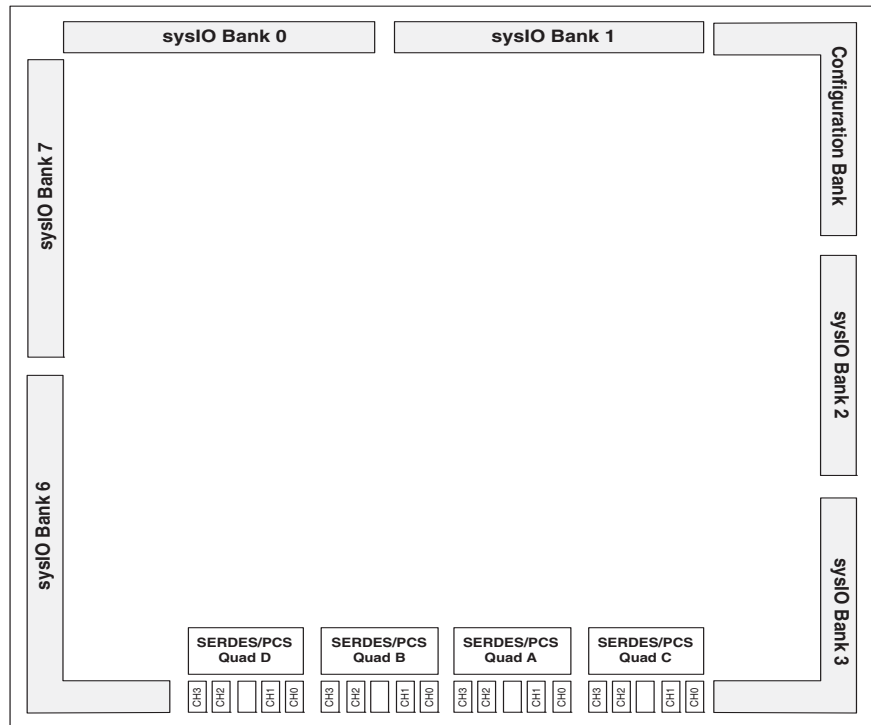 sysIO Bank 0
sysIO Bank 1
Configuration Bank
sysIO Bank 7
sysIO Bank 2
sysIO Bank 6
sysIO Bank 3
SERDES/PCS
Quad D
SERDES/PCS
Quad B
SERDES/PCS
Quad A
SERDES/PCS
Quad C
CH3
CH2
CH1
CH0
CH3
CH2
CH1
CH0
CH3
CH2
CH1
CH0
CH3
CH2
CH1
CH0